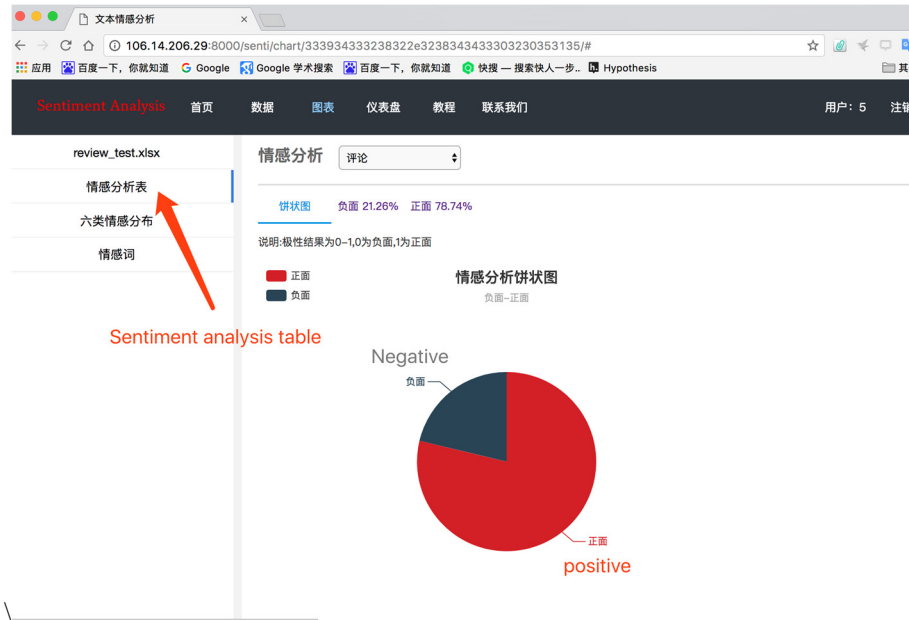 文本情感分析
106.14.206.29:8000/senti/chart/333934333238322e3238343433303230353135/#
应用 百度一下，你就知道 Google Google 学术搜索 百度一下，你就知道 快搜 — 搜索快人一步.. Hypothesis 其
Sentiment Analysis 首页 数据 图表 仪表盘 教程 联系我们 用户：5 注销
review_test.xlsx
情感分析表
六类情感分布
情感词
情感分析 评论
饼状图 负面 21.26% 正面 78.74%
说明:极性结果为0-1,0为负面,1为正面
正面
负面
情感分析饼状图
负面-正面
Sentiment analysis table
Negative
负面
正面
positive